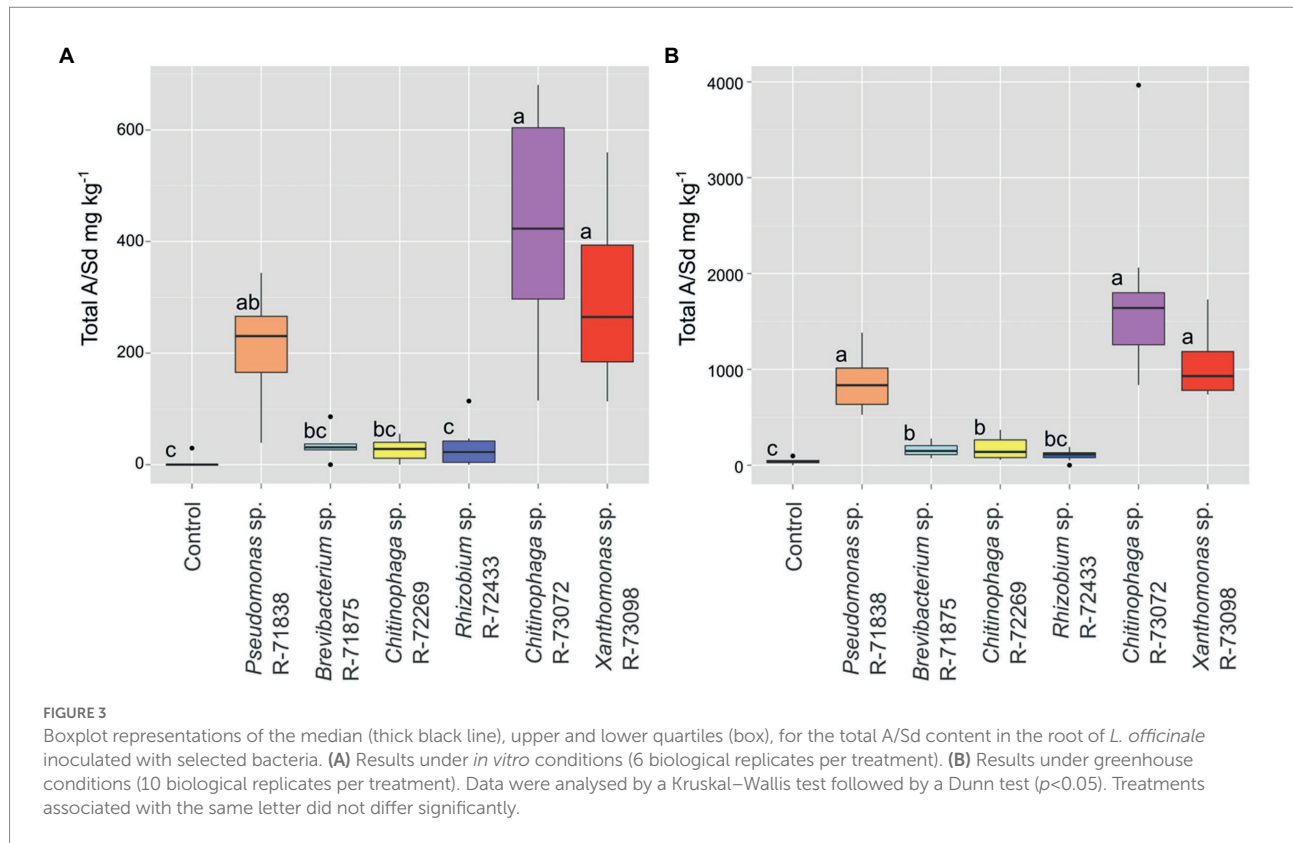 A
Total A/Sd mg kg⁻¹
600
400
200
0
c
ab
bc
bc
c
a
a
Control
Pseudomonas sp.
R-71838
Brevibacterium sp.
R-71875
Chitinophaga sp.
R-72269
Rhizobium sp.
R-72433
Chitinophaga sp.
R-73072
Xanthomonas sp.
R-73098
B
Total A/Sd mg kg⁻¹
4000
3000
2000
1000
0
c
a
b
b
bc
a
a
Control
Pseudomonas sp.
R-71838
Brevibacterium sp.
R-71875
Chitinophaga sp.
R-72269
Rhizobium sp.
R-72433
Chitinophaga sp.
R-73072
Xanthomonas sp.
R-73098
FIGURE 3
Boxplot representations of the median (thick black line), upper and lower quartiles (box), for the total A/Sd content in the root of L. officinale
inoculated with selected bacteria. (A) Results under in vitro conditions (6 biological replicates per treatment). (B) Results under greenhouse
conditions (10 biological replicates per treatment). Data were analysed by a Kruskal–Wallis test followed by a Dunn test (p<0.05). Treatments
associated with the same letter did not differ significantly.